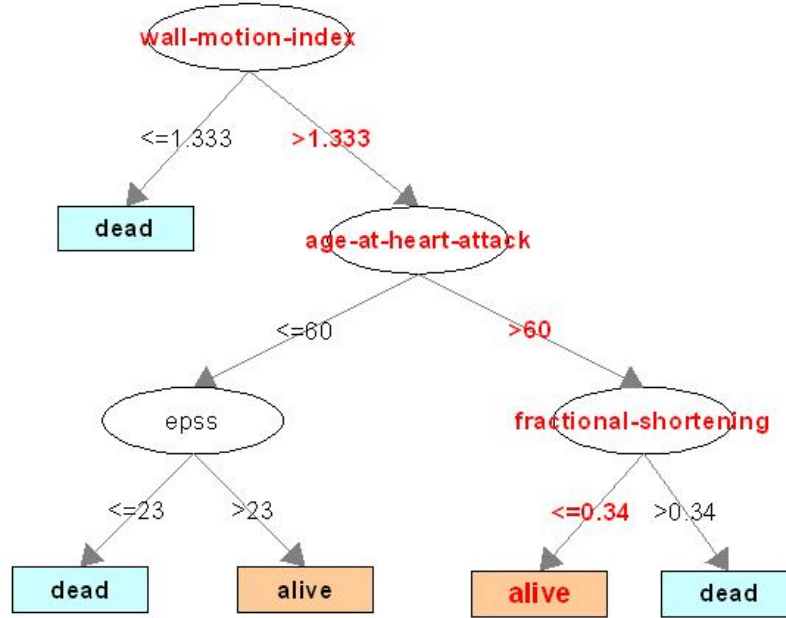 wall-motion-index
<=1.333 >1.333
dead
age-at-heart-attack
<=60 >60
epss fractional-shortening
<=23 >23 <=0.34 >0.34
dead alive alive dead